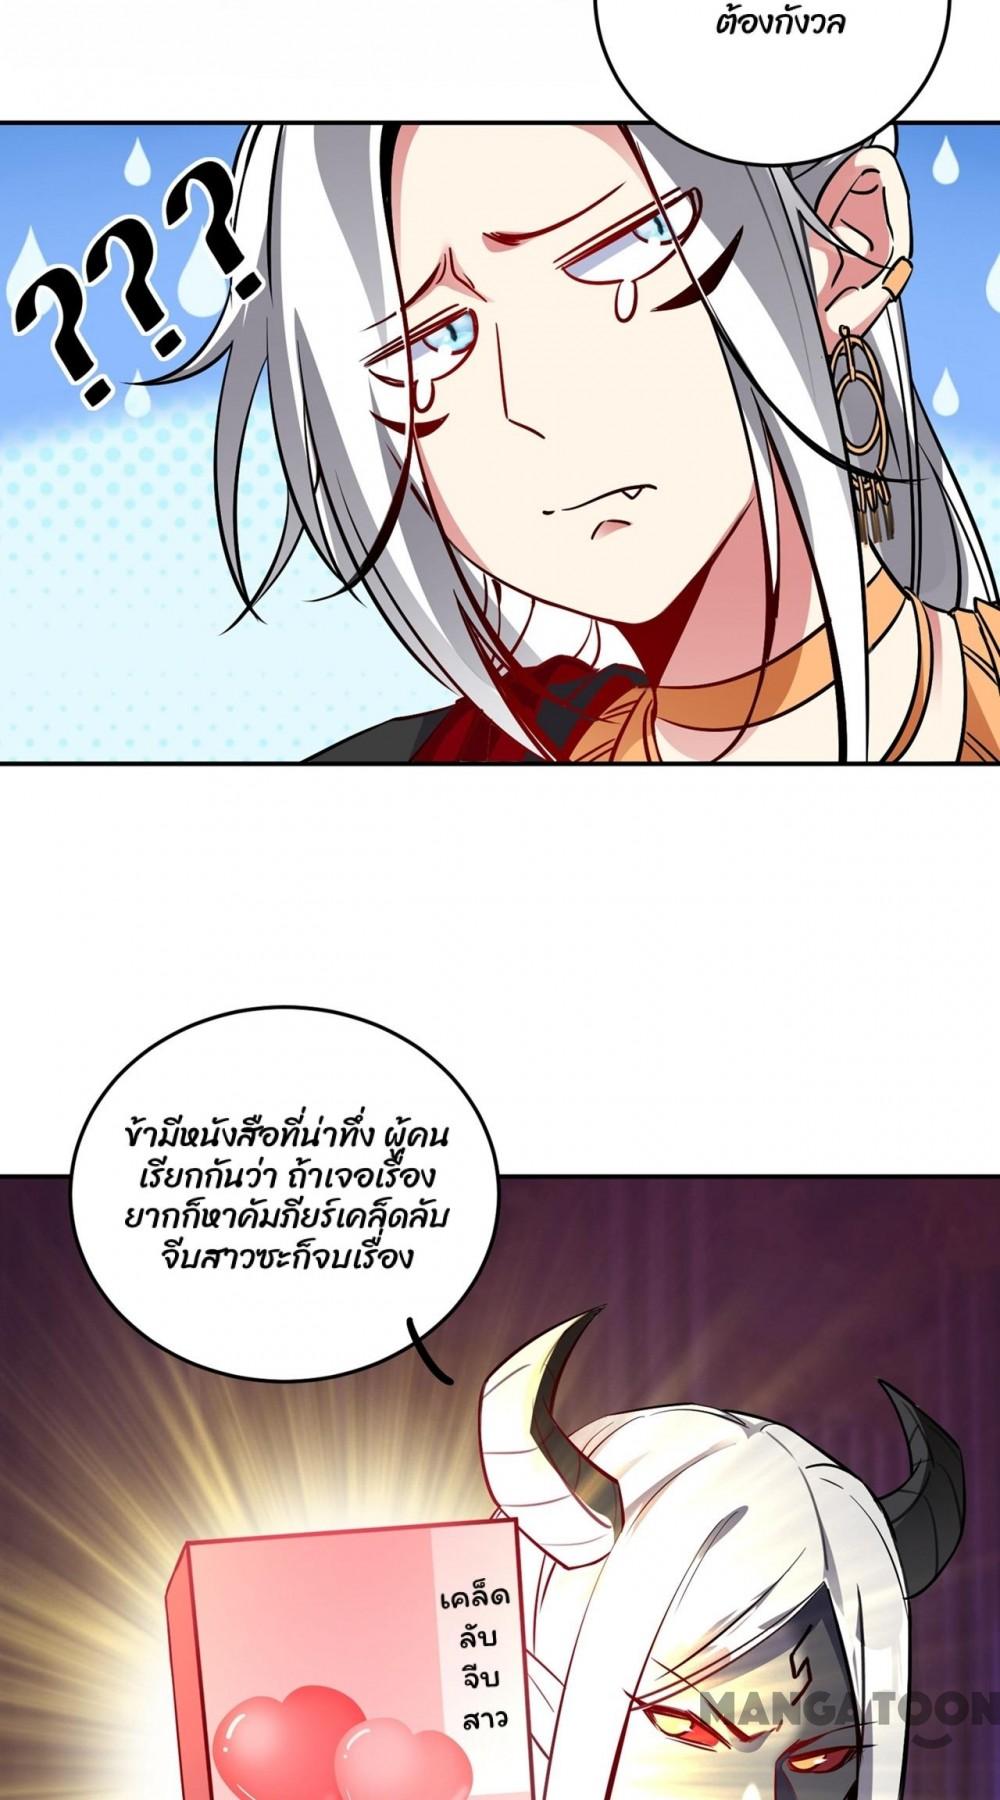 ต้องกังวล
???
ข้ามีหนังสือที่น่าทึ่ง ผู้คน
เรียกกันว่า ถ้าเจอเรื่อง
ยากก็หาคัมภีร์เคล็ดลับ
จีบสาวซะก็จบเรื่อง
เคล็ด
ลับ
จีบ
สาว
MANGATOON